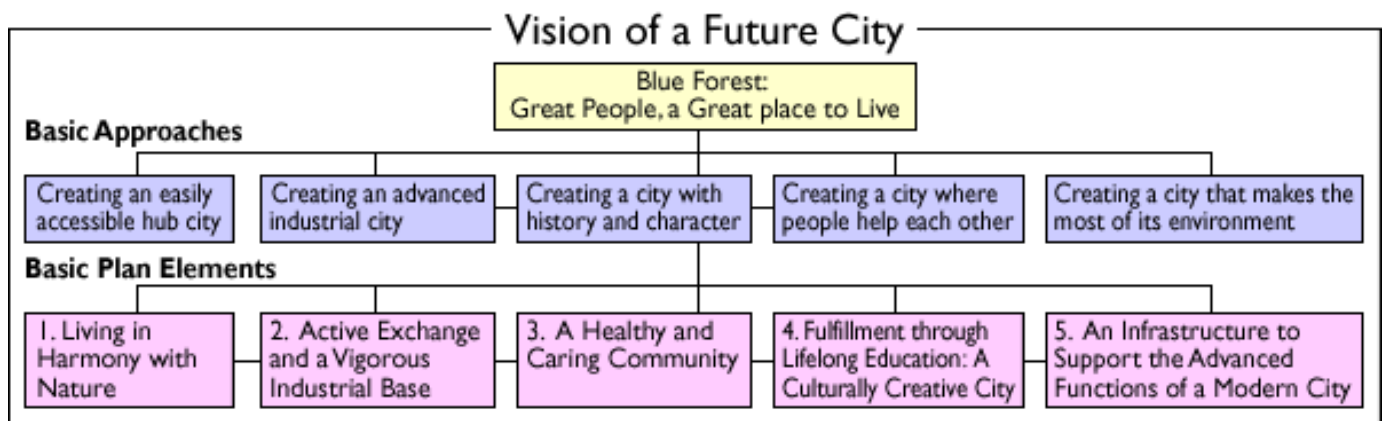 Vision of a Future City
Blue Forest:
Great People, a Great place to Live
Basic Approaches
Creating an easily
accessible hub city
Creating an advanced
industrial city
Creating a city with
history and character
Creating a city where
people help each other
Creating a city that makes the
most of its environment
Basic Plan Elements
1. Living in
Harmony with
Nature
2. Active Exchange
and a Vigorous
Industrial Base
3. A Healthy and
Caring Community
4. Fulfillment through
Lifelong Education: A
Culturally Creative City
5. An Infrastructure to
Support the Advanced
Functions of a Modern City